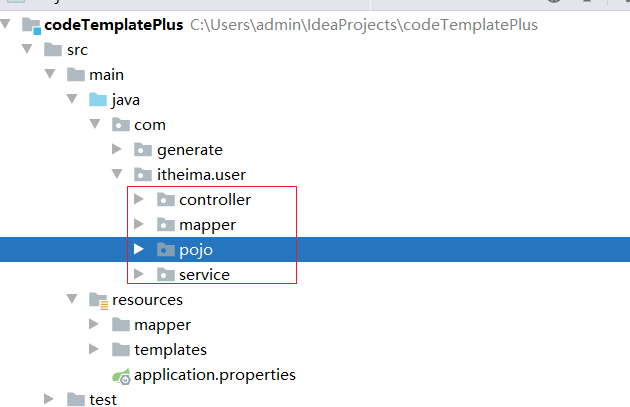 codeTemplatePlus C:\Users\admin\IdeaProjects\codeTemplatePlus
src
main
java
com
generate
itheima.user
controller
mapper
pojo
service
resources
mapper
templates
application.properties
test